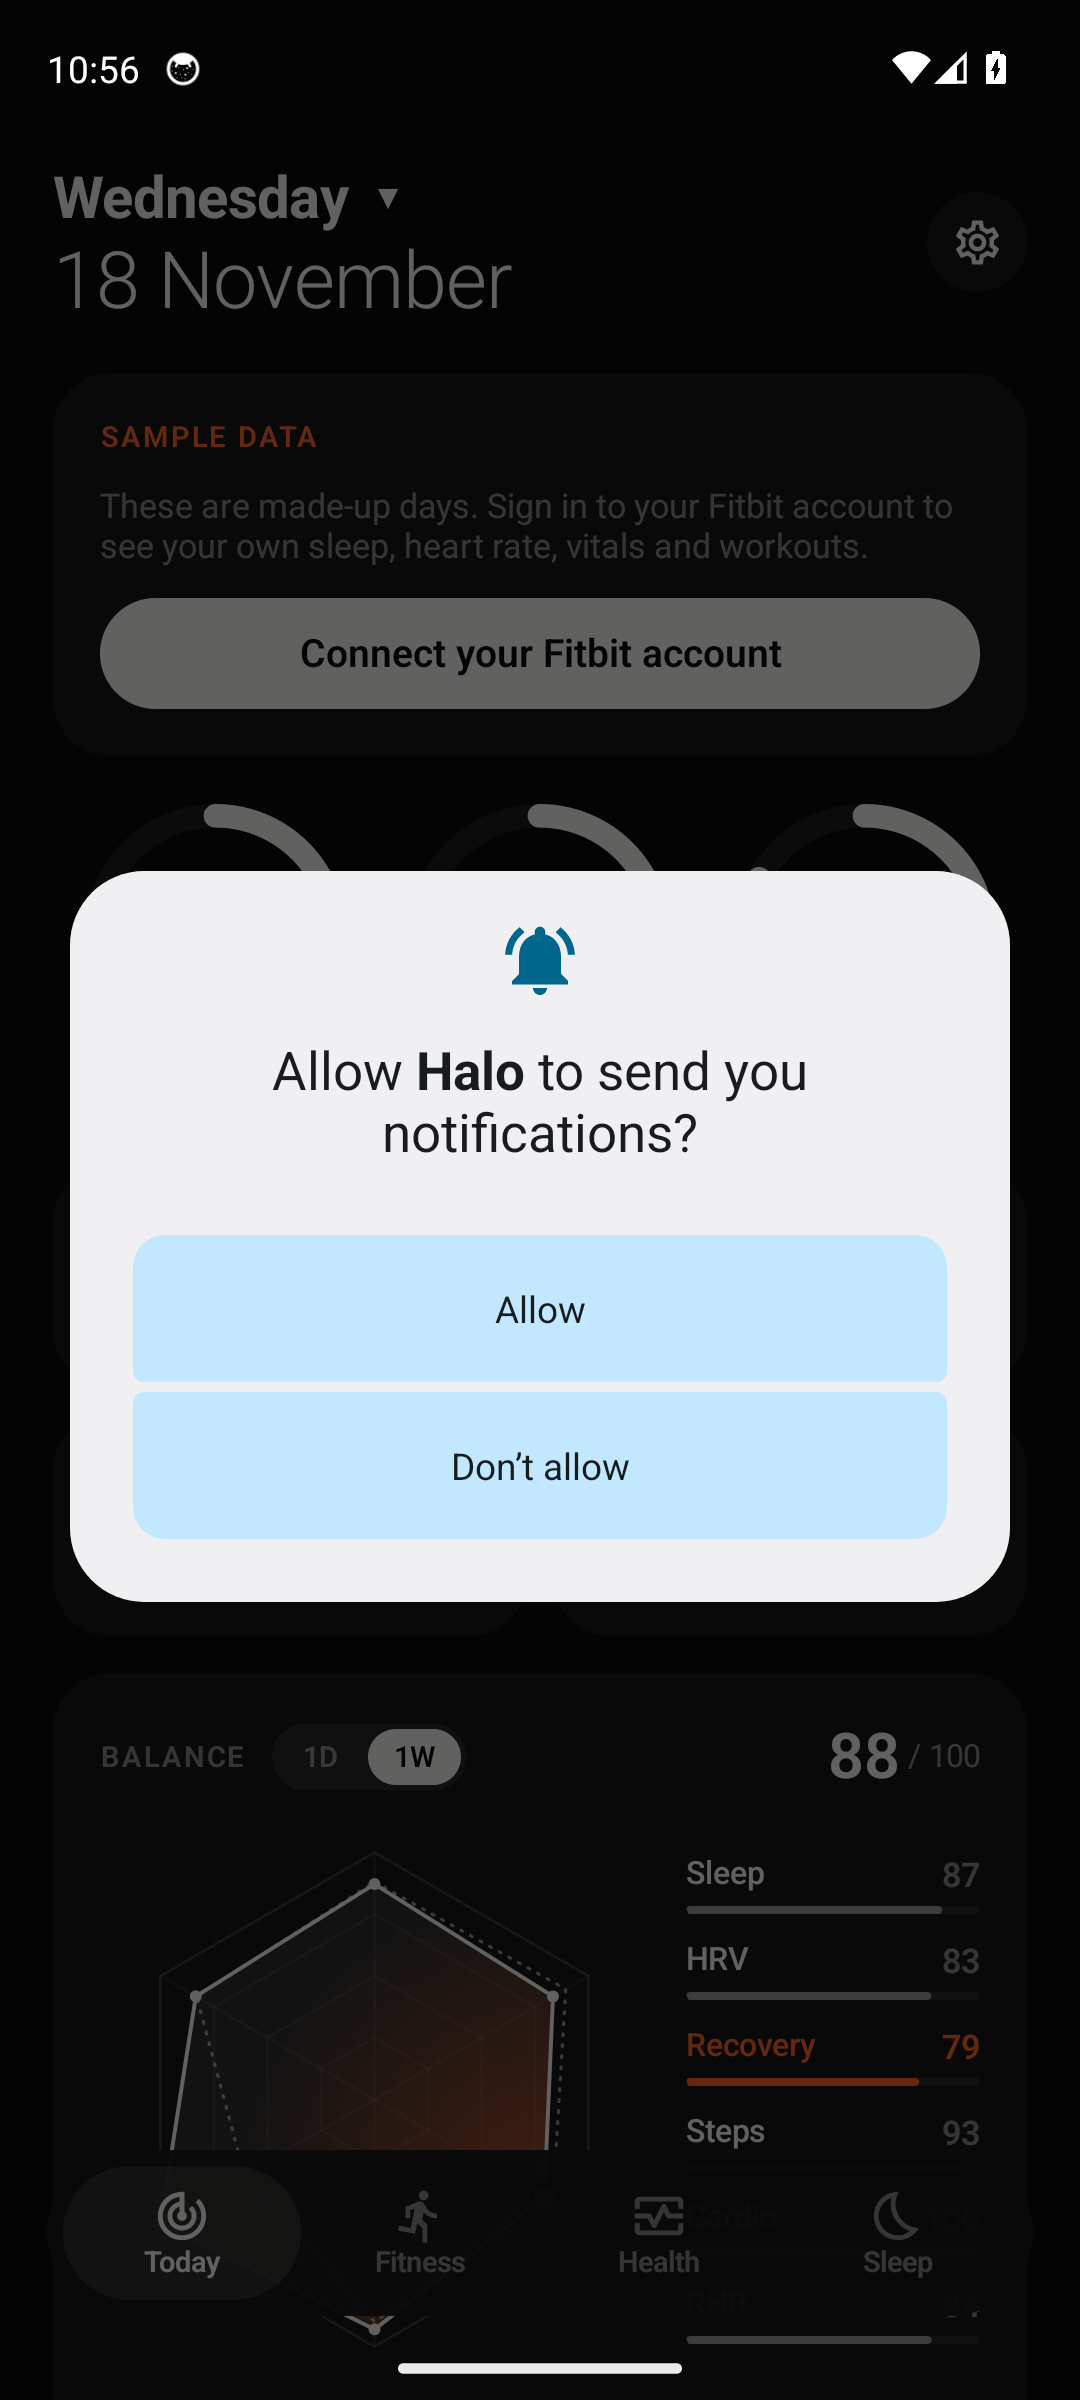 10:56
Wednesday ▼
18 November
SAMPLE DATA
These are made-up days. Sign in to your Fitbit account to
see your own sleep, heart rate, vitals and workouts.
Connect your Fitbit account
Allow Halo to send you
notifications?
Allow
Don’t allow
BALANCE 1D 1W 88 / 100
Sleep 87
HRV 83
Recovery 79
Steps 93
Cardio 100
RHR
Today Fitness Health Sleep